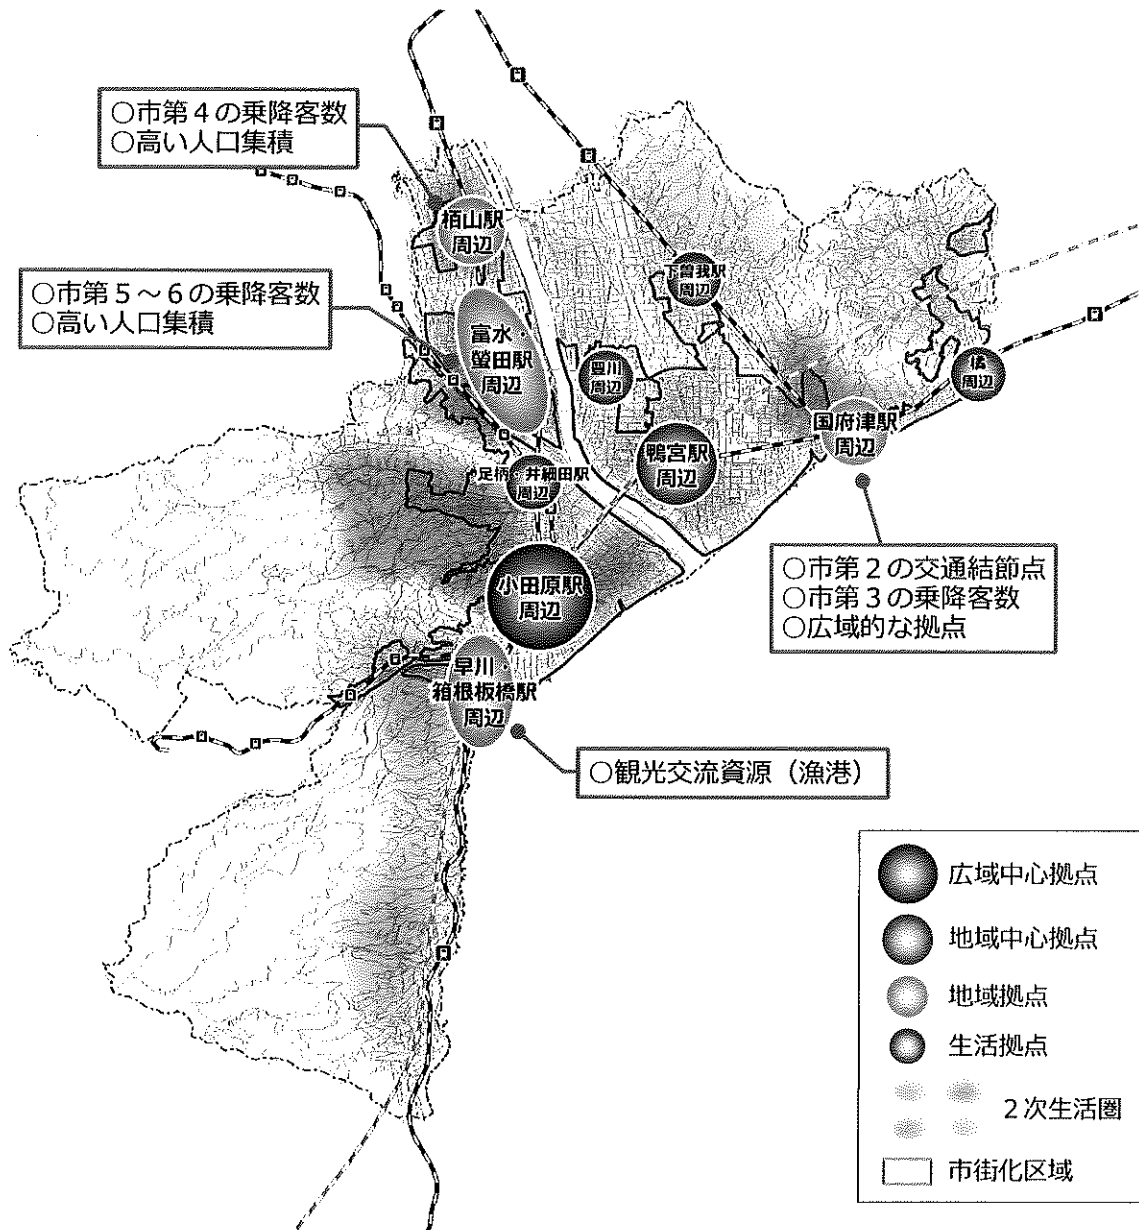 ○市第4の乗降客数
○高い人口集積
栢山駅
周辺
下曽我駅
周辺
○市第5~6の乗降客数
○高い人口集積
富水
螢田駅
周辺
豊川
周辺
橘
周辺
国府津駅
周辺
鴨宮駅
周辺
足柄・井細田駅
周辺
○市第2の交通結節点
○市第3の乗降客数
○広域的な拠点
小田原駅
周辺
早川
箱根板橋駅
周辺
○観光交流資源(漁港)
広域中心拠点
地域中心拠点
地域拠点
生活拠点
2次生活圏
市街化区域